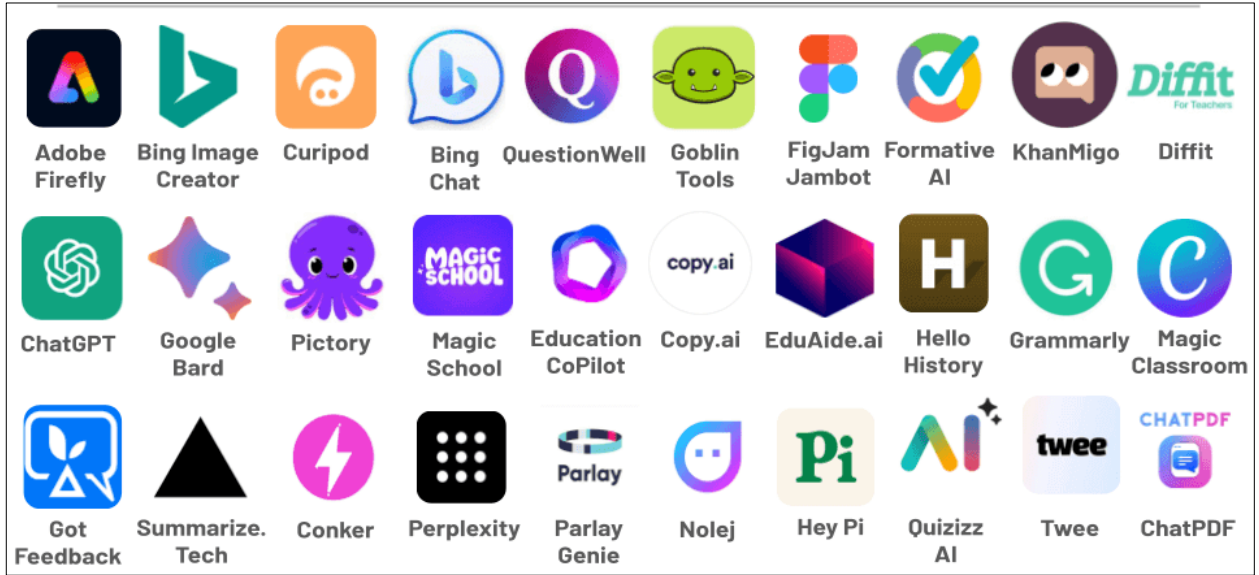 Diffit
For Teachers
Adobe Firefly
Bing Image Creator
Curipod
Bing Chat
QuestionWell
Goblin Tools
FigJam Jambot
Formative AI
KhanMigo
Diffit
Q
MAGIC SCHOOL
copy.ai
H
G
C
ChatGPT
Google Bard
Pictory
Magic School
Education CoPilot
Copy.ai
EduAide.ai
Hello History
Grammarly
Magic Classroom
Parlay
Pi
AI
twee
CHATPDF
Got Feedback
Summarize. Tech
Conker
Perplexity
Parlay Genie
Nolej
Hey Pi
Quizizz AI
Twee
ChatPDF